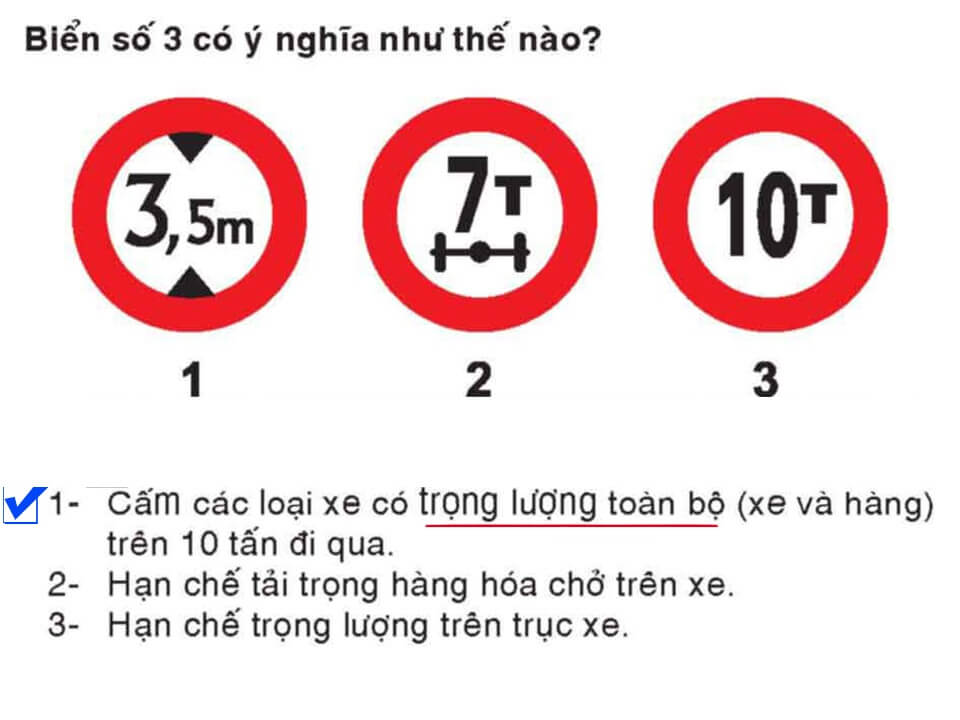 Biển số 3 có ý nghĩa như thế nào?
3,5m
7T
10T
1
2
3
1- Cấm các loại xe có trọng lượng toàn bộ (xe và hàng)
trên 10 tấn đi qua.
2- Hạn chế tải trọng hàng hóa chở trên xe.
3- Hạn chế trọng lượng trên trục xe.